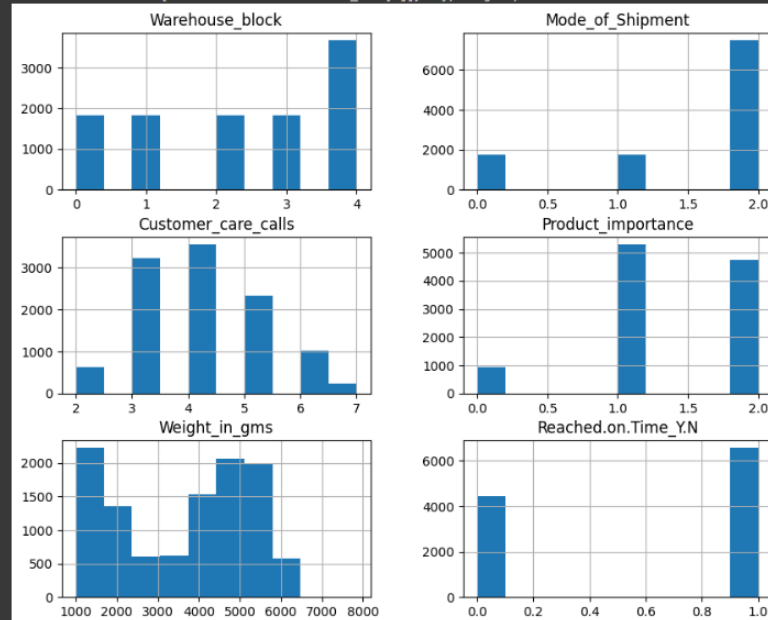 Warehouse_block
Mode_of_Shipment
3000
2000
1000
0
0 1 2 3 4
6000
4000
2000
0
0.0 0.5 1.0 1.5 2.0
Customer_care_calls
Product_importance
3000
2000
1000
0
2 3 4 5 6 7
5000
4000
3000
2000
1000
0
0.0 0.5 1.0 1.5 2.0
Weight_in_gms
Reached.on.Time_Y.N
2000
1500
1000
500
0
1000 2000 3000 4000 5000 6000 7000 8000
6000
4000
2000
0
0.0 0.2 0.4 0.6 0.8 1.0